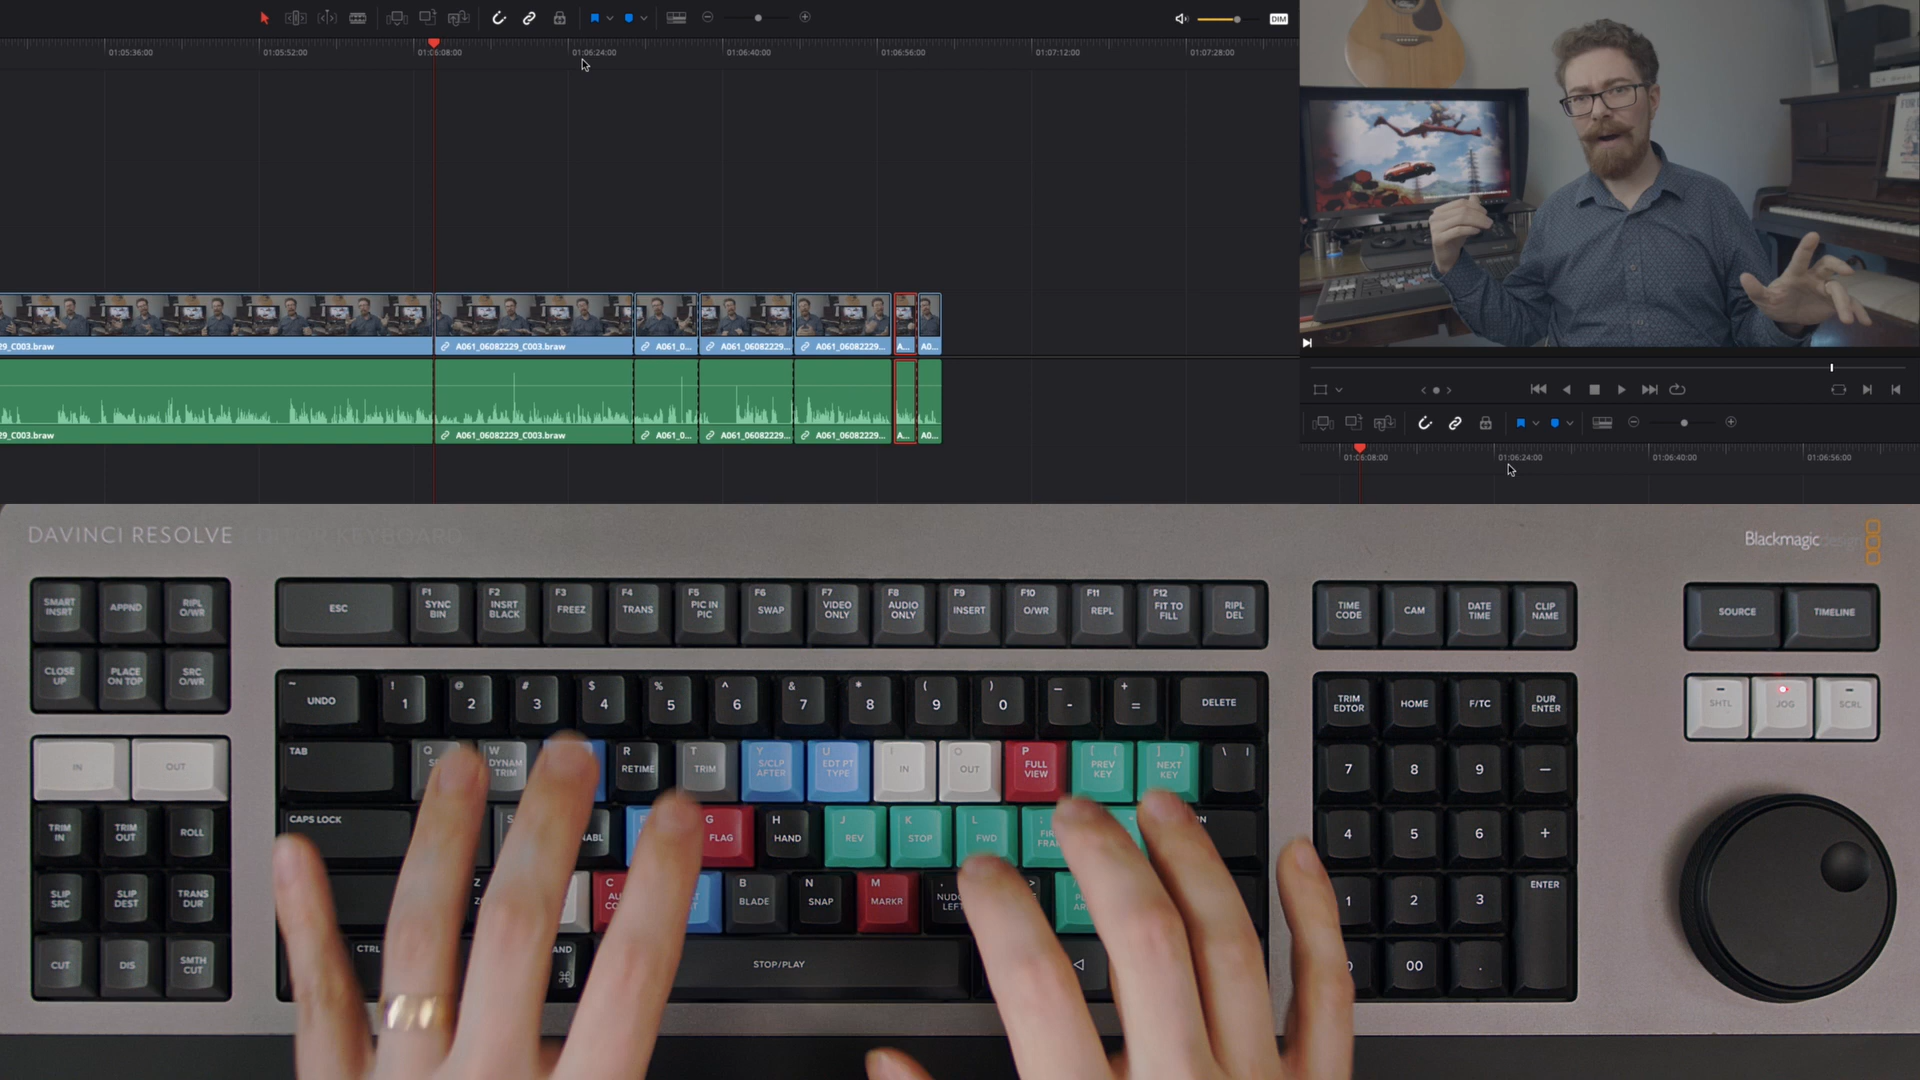 DIM
01:05:36:00 01:05:52:00 01:06:08:00 01:06:24:00 01:06:40:00 01:06:56:00 01:07:12:00 01:07:28:00
29_C003.braw A061_06082229_C003.braw A061_0... A061_06082229... A061_06082229... A... A0...
29_C003.braw A061_06082229_C003.braw A061_0... A061_06082229... A061_06082229... A... A0...
01:06:08:00 01:06:24:00 01:06:40:00 01:06:56:00
DAVINCI RESOLVE EDITOR KEYBOARD
Blackmagicdesign
SMART INSRT
APPND
RIPL O/WR
CLOSE UP
PLACE ON TOP
SRC O/WR
IN
OUT
TRIM IN
TRIM OUT
ROLL
SLIP SRC
SLIP DEST
TRANS DUR
CUT
DIS
SMTH CUT
ESC
F1 SYNC BIN
F2 INSRT BLACK
F3 FREEZ
F4 TRANS
F5 PIC IN PIC
F6 SWAP
F7 VIDEO ONLY
F8 AUDIO ONLY
F9 INSERT
F10 O/WR
F11 REPL
F12 FIT TO FILL
RIPL DEL
~ UNDO
! 1
@ 2
# 3
$ 4
% 5
^ 6
& 7
* 8
( 9
) 0
_ -
+ =
DELETE
TAB
Q
W DYNAM TRIM
R RETIME
T TRIM
Y S/CLP AFTER
U EDT PT TYPE
I IN
O OUT
P FULL VIEW
{ [ PREV KEY
} ] NEXT KEY
\ |
CAPS LOCK
S
G FLAG
H HAND
J REV
K STOP
L FWD
:
Z
C
B BLADE
N SNAP
M MARKR
, NUDG LEFT
>
CTRL
⌘
STOP/PLAY
TIME CODE
CAM
DATE TIME
CLIP NAME
TRIM EDTOR
HOME
F/TC
DUR ENTER
7
8
9
-
4
5
6
+
1
2
3
ENTER
00
.
SOURCE
TIMELINE
SHTL
JOG
SCRL